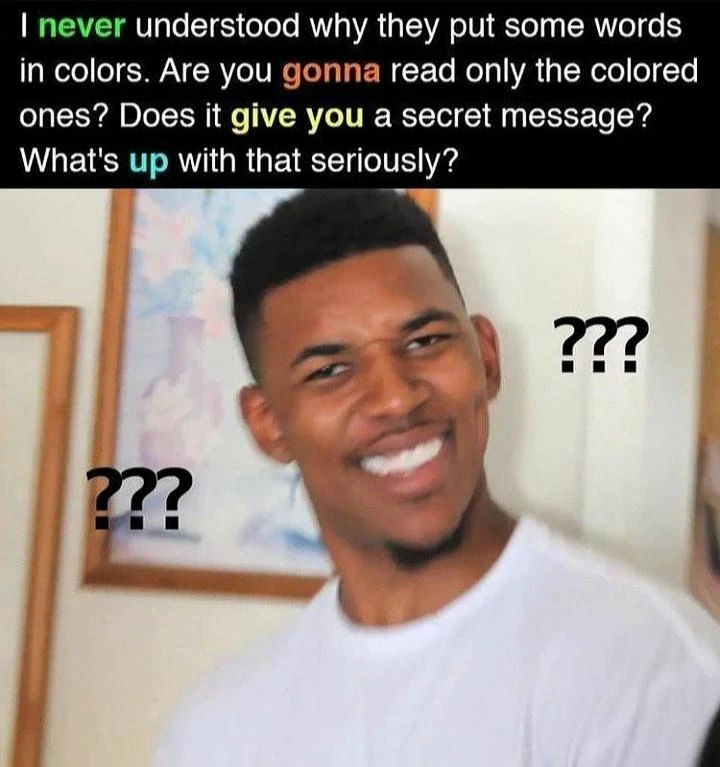 I never understood why they put some words
in colors. Are you gonna read only the colored
ones? Does it give you a secret message?
What's up with that seriously?
???
???